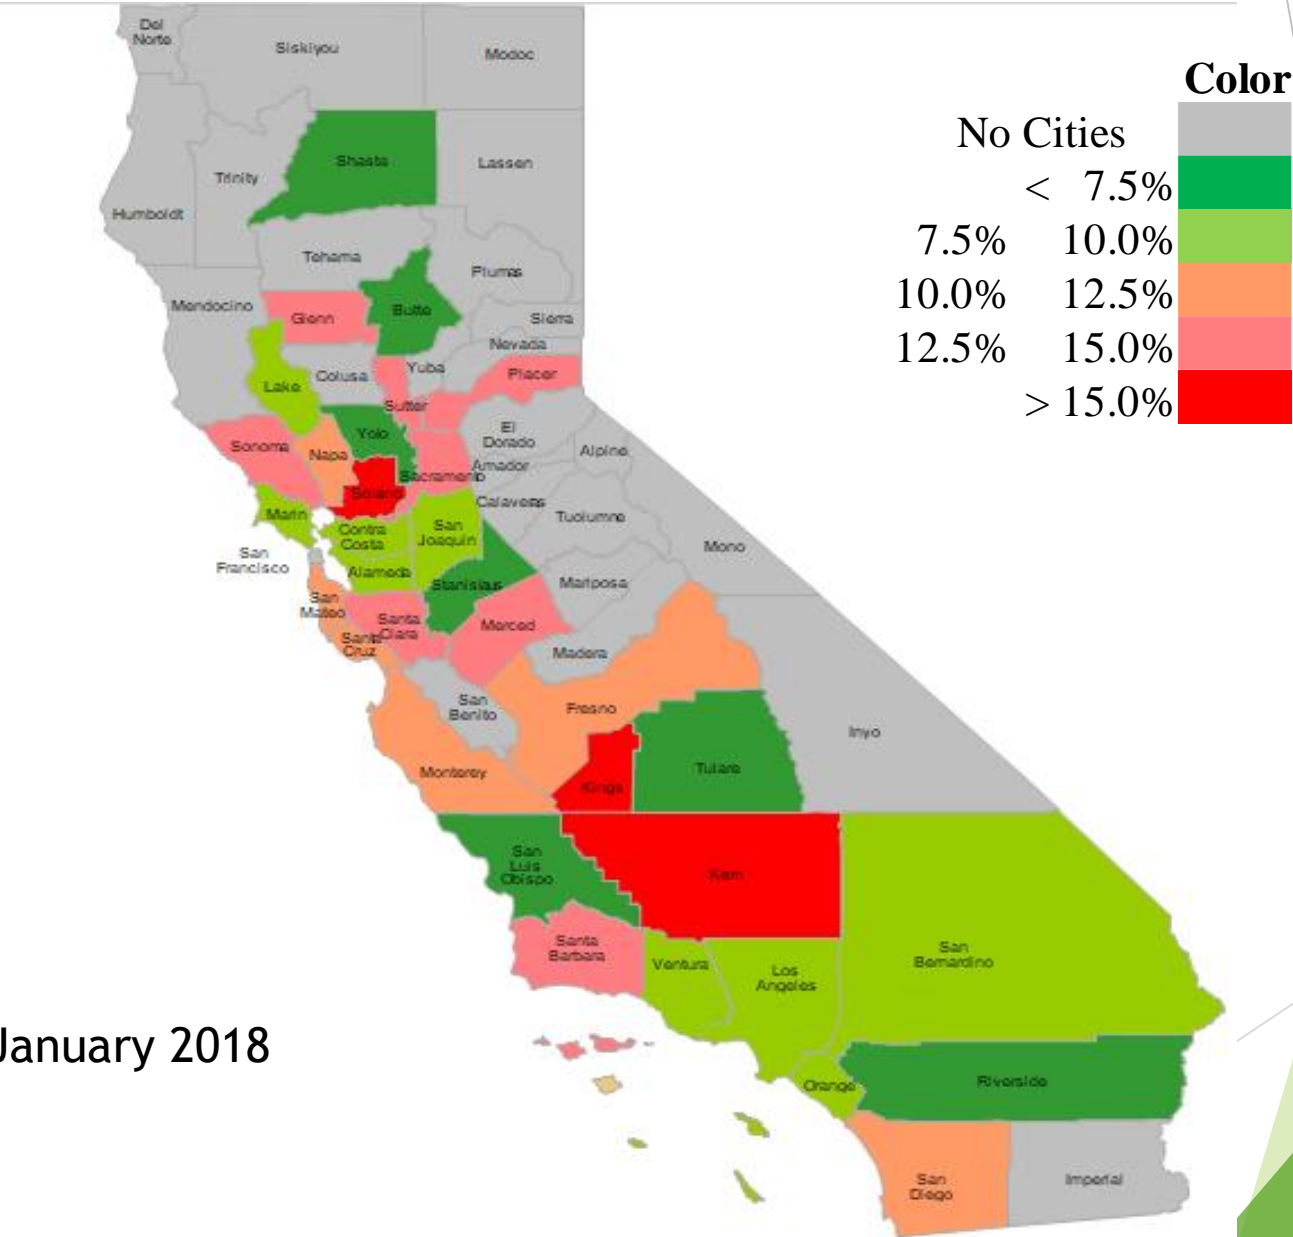 Color
No Cities
< 7.5%
7.5% 10.0%
10.0% 12.5%
12.5% 15.0%
> 15.0%
Del
Norte
Siskiyou
Modoc
Shasta
Trinity
Lassen
Humboldt
Tehama
Plumas
Mendocino
Glenn
Butte
Sierra
Nevada
Lake
Colusa
Yuba
Placer
Sutter
Sonoma
Napa
Yolo
El
Dorado
Alpine
Solano
Sacramento
Amador
Marin
Contra
Costa
San
Joaquin
Calaveras
Tuolumne
San
Francisco
Alameda
Stanislaus
Mono
Mariposa
San
Mateo
Santa
Clara
Merced
Santa
Cruz
Madera
San
Benito
Fresno
Inyo
Monterey
Kings
Tulare
San
Luis
Obispo
Kern
Santa
Barbara
Ventura
Los
Angeles
San
Bernardino
January 2018
Orange
Riverside
San
Diego
Imperial